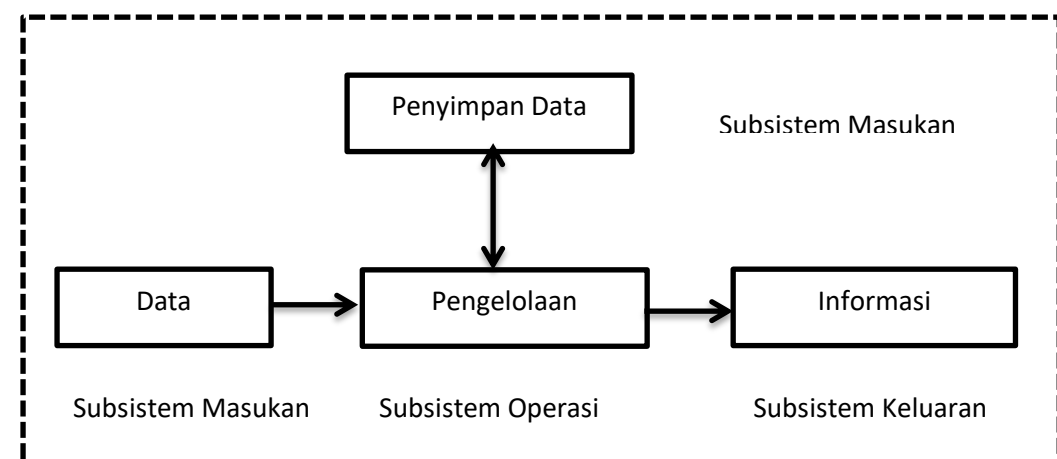 Penyimpan Data
Subsistem Masukan
Data
Pengelolaan
Informasi
Subsistem Masukan
Subsistem Operasi
Subsistem Keluaran